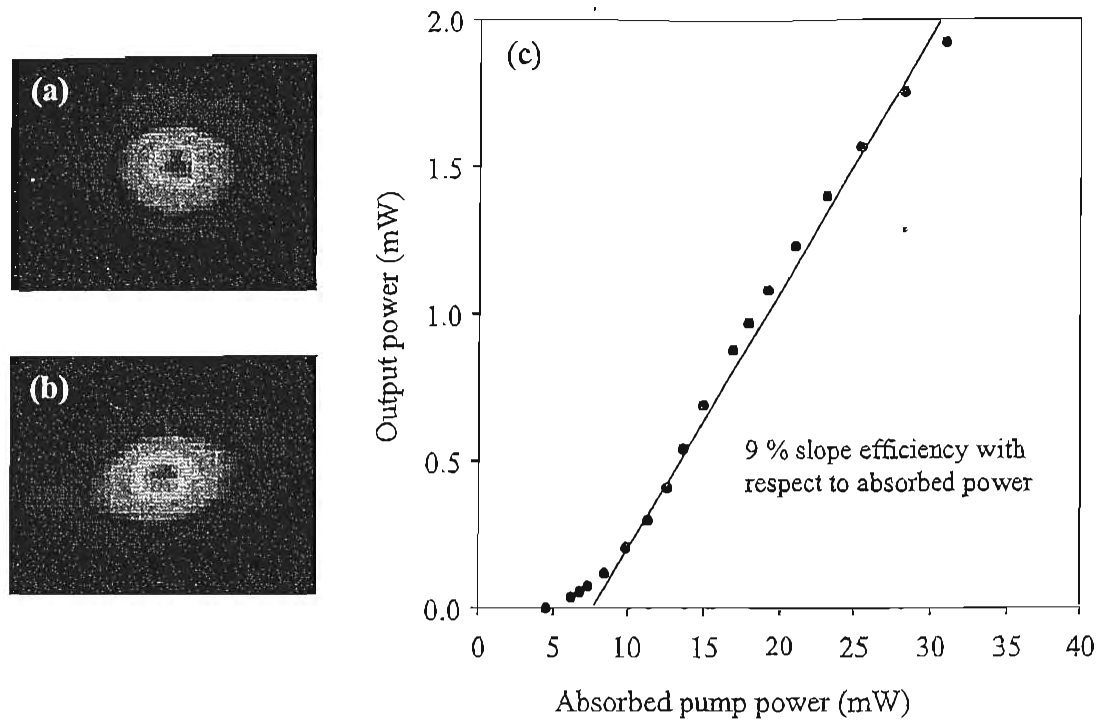 (a)
(b)
(c)
2.0
1.5
1.0
0.5
0.0
Output power (mW)
9 % slope efficiency with
respect to absorbed power
0 5 10 15 20 25 30 35 40
Absorbed pump power (mW)